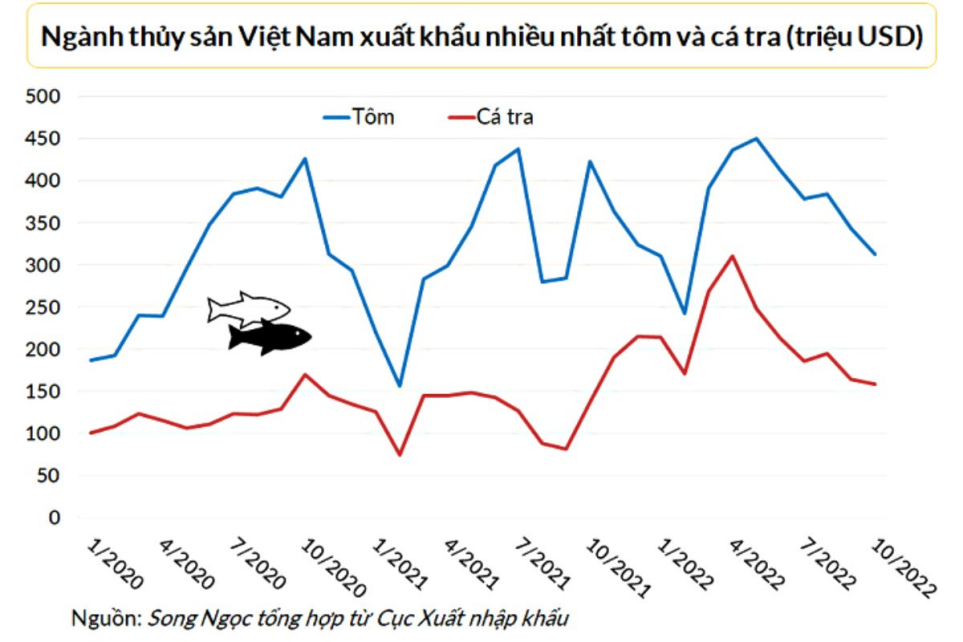 Ngành thủy sản Việt Nam xuất khẩu nhiều nhất tôm và cá tra (triệu USD)
Tôm Cá tra
500
450
400
350
300
250
200
150
100
50
0
1/2020 4/2020 7/2020 10/2020 1/2021 4/2021 7/2021 10/2021 1/2022 4/2022 7/2022 10/2022
Nguồn: Song Ngọc tổng hợp từ Cục Xuất nhập khẩu